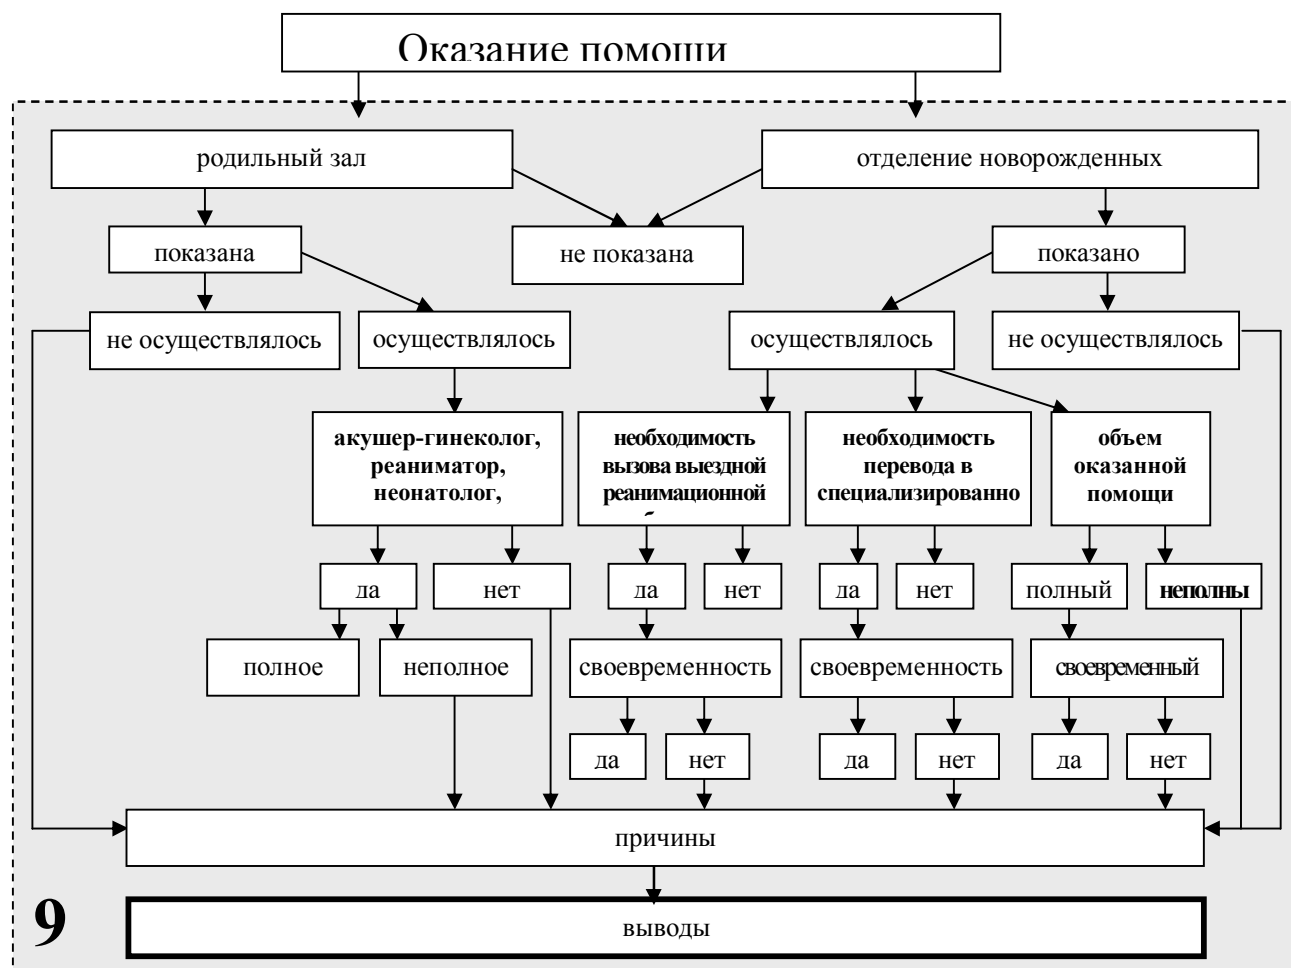 Оказание помощи
родильный зал
отделение новорожденных
показана
не показана
показано
не осуществлялось
осуществлялось
осуществлялось
не осуществлялось
акушер-гинеколог,
реаниматор,
неонатолог,
необходимость
вызова выездной
реанимационной
необходимость
перевода в
специализированно
объем
оказанной
помощи
да
нет
да
нет
да
нет
полный
неполны
полное
неполное
своевременность
своевременность
своевременный
да
нет
да
нет
да
нет
причины
9
выводы